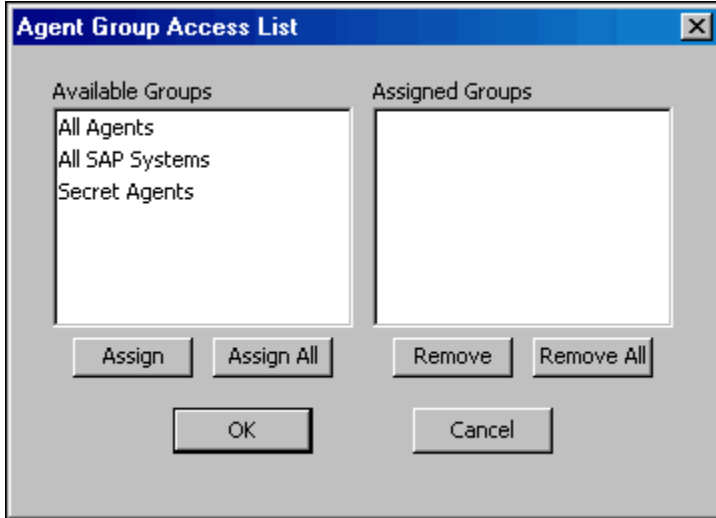 Agent Group Access List
Available Groups
Assigned Groups
All Agents
All SAP Systems
Secret Agents
Assign
Assign All
Remove
Remove All
OK
Cancel